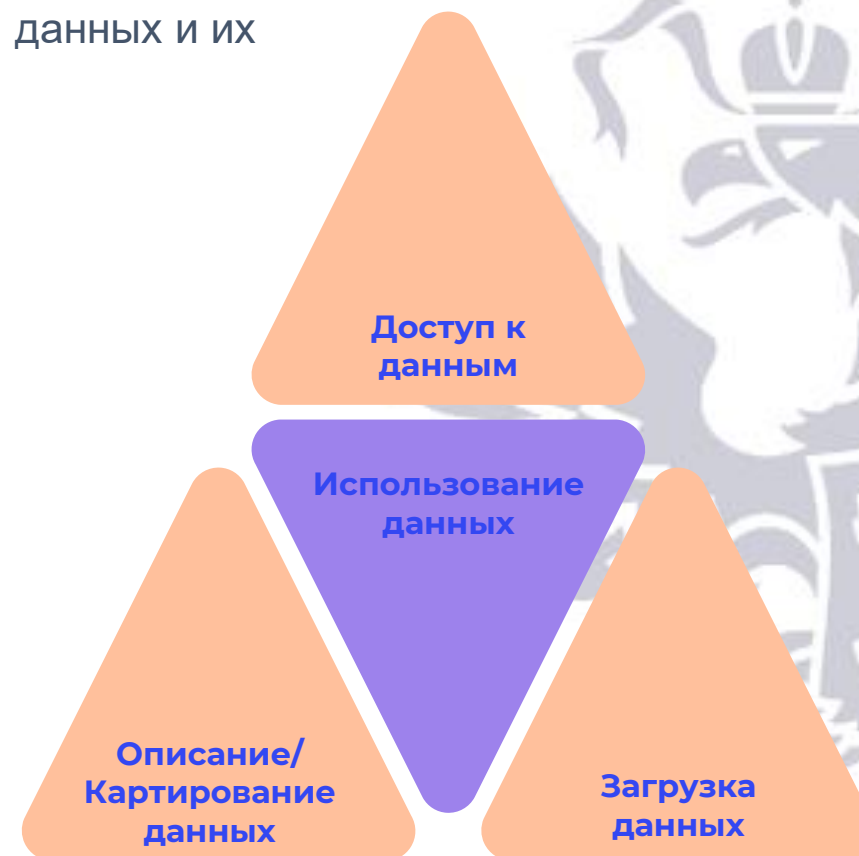 данных и их
Доступ к
данным
Использование
данных
Описание/
Картирование
данных
Загрузка
данных